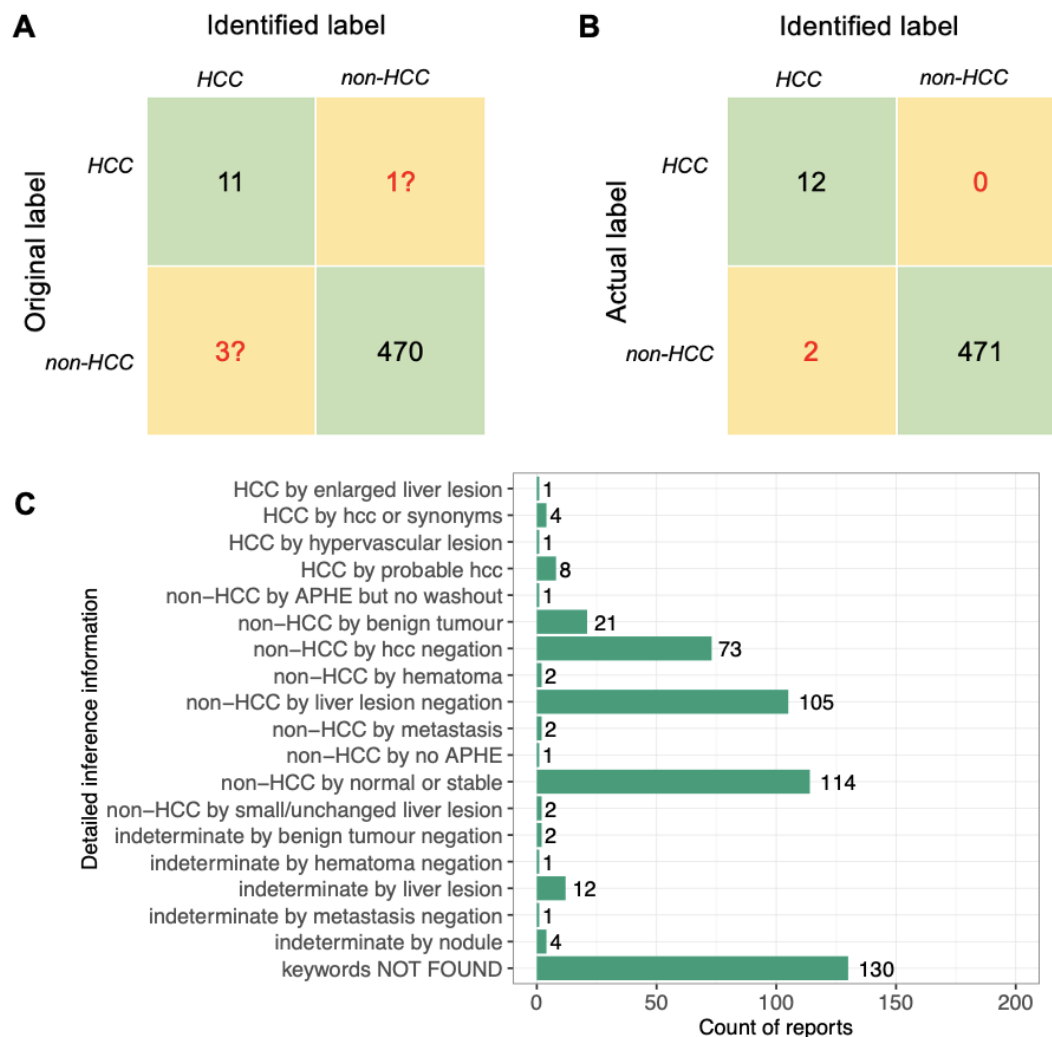 A
Identified label
HCC
non-HCC
Original label
HCC
11
1?
non-HCC
3?
470
B
Identified label
HCC
non-HCC
Actual label
HCC
12
0
non-HCC
2
471
C
Detailed inference information
HCC by enlarged liver lesion 1
HCC by hcc or synonyms 4
HCC by hypervascular lesion 1
HCC by probable hcc 8
non−HCC by APHE but no washout 1
non−HCC by benign tumour 21
non−HCC by hcc negation 73
non−HCC by hematoma 2
non−HCC by liver lesion negation 105
non−HCC by metastasis 2
non−HCC by no APHE 1
non−HCC by normal or stable 114
non−HCC by small/unchanged liver lesion 2
indeterminate by benign tumour negation 2
indeterminate by hematoma negation 1
indeterminate by liver lesion 12
indeterminate by metastasis negation 1
indeterminate by nodule 4
keywords NOT FOUND 130
0 50 100 150 200
Count of reports